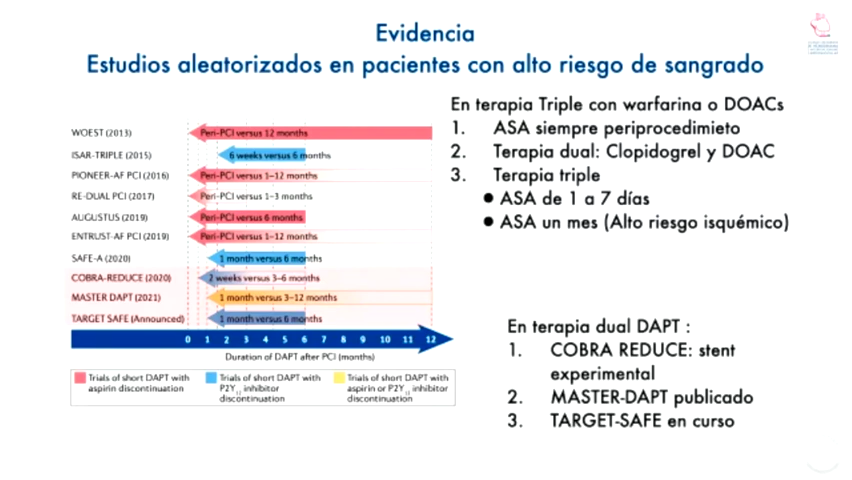 Evidencia
Estudios aleatorizados en pacientes con alto riesgo de sangrado
WOEST (2013)
Peri-PCI versus 12 months
ISAR-TRIPLE (2015)
6 weeks versus 6 months
PIONEER-AF PCI (2016)
Peri-PCI versus 1–12 months
RE-DUAL PCI (2017)
Peri-PCI versus 1–3 months
AUGUSTUS (2019)
Peri-PCI versus 6 months
ENTRUST-AF PCI (2019)
Peri-PCI versus 1–12 months
SAFE-A (2020)
1 month versus 6 months
COBRA-REDUCE (2020)
2 weeks versus 3–6 months
MASTER DAPT (2021)
1 month versus 3–12 months
TARGET SAFE (Announced)
1 month versus 6 months
0 1 2 3 4 5 6 7 8 9 10 11 12
Duration of DAPT after PCI (months)
Trials of short DAPT with
aspirin discontinuation
Trials of short DAPT with
P2Y12 inhibitor
discontinuation
Trials of short DAPT with
aspirin or P2Y12 inhibitor
discontinuation
En terapia Triple con warfarina o DOACs
1. ASA siempre periprocedimieto
2. Terapia dual: Clopidogrel y DOAC
3. Terapia triple
● ASA de 1 a 7 días
● ASA un mes (Alto riesgo isquémico)
En terapia dual DAPT :
1. COBRA REDUCE: stent
experimental
2. MASTER-DAPT publicado
3. TARGET-SAFE en curso